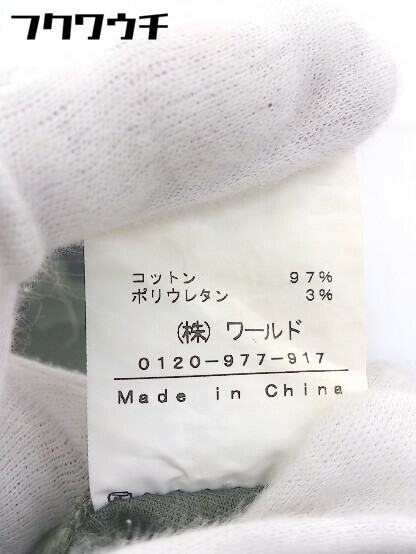 フクワウチ
コットン 97%
ポリウレタン 3%
(株) ワールド
0120-977-917
Made in China